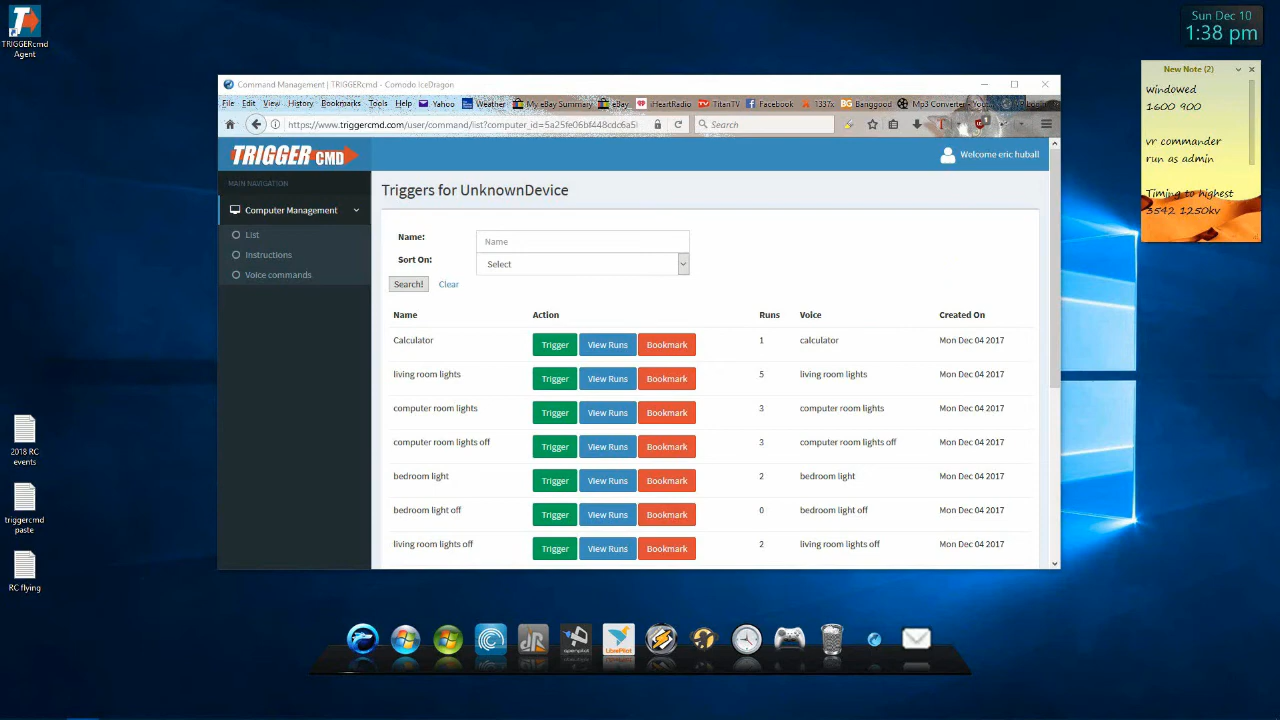 TRIGGERcmd
Agent
Sun Dec 10
1:38 pm
New Note (2)
Windowed
1600 900
vr commander
run as admin
Timing to highest
3542 1250kv
Command Management | TRIGGERcmd - Comodo IceDragon
File Edit View History Bookmarks Tools Help Yahoo Weather My eBay Summary eBay iHeartRadio TitanTV Facebook 1337x Banggood Mp3 Converter
https://www.triggercmd.com/user/command/list?computer_id=5a25fe06bf448cdc6a5 Search
TRIGGER CMD
Welcome eric huball
MAIN NAVIGATION
Computer Management
List
Instructions
Voice commands
Triggers for UnknownDevice
Name: Name
Sort On: Select
Search! Clear
Name Action Runs Voice Created On
Calculator Trigger View Runs Bookmark 1 calculator Mon Dec 04 2017
living room lights Trigger View Runs Bookmark 5 living room lights Mon Dec 04 2017
computer room lights Trigger View Runs Bookmark 3 computer room lights Mon Dec 04 2017
computer room lights off Trigger View Runs Bookmark 3 computer room lights off Mon Dec 04 2017
bedroom light Trigger View Runs Bookmark 2 bedroom light Mon Dec 04 2017
bedroom light off Trigger View Runs Bookmark 0 bedroom light off Mon Dec 04 2017
living room lights off Trigger View Runs Bookmark 2 living room lights off Mon Dec 04 2017
2018 RC
events
triggercmd
paste
RC flying
openpilot
LibrePilot